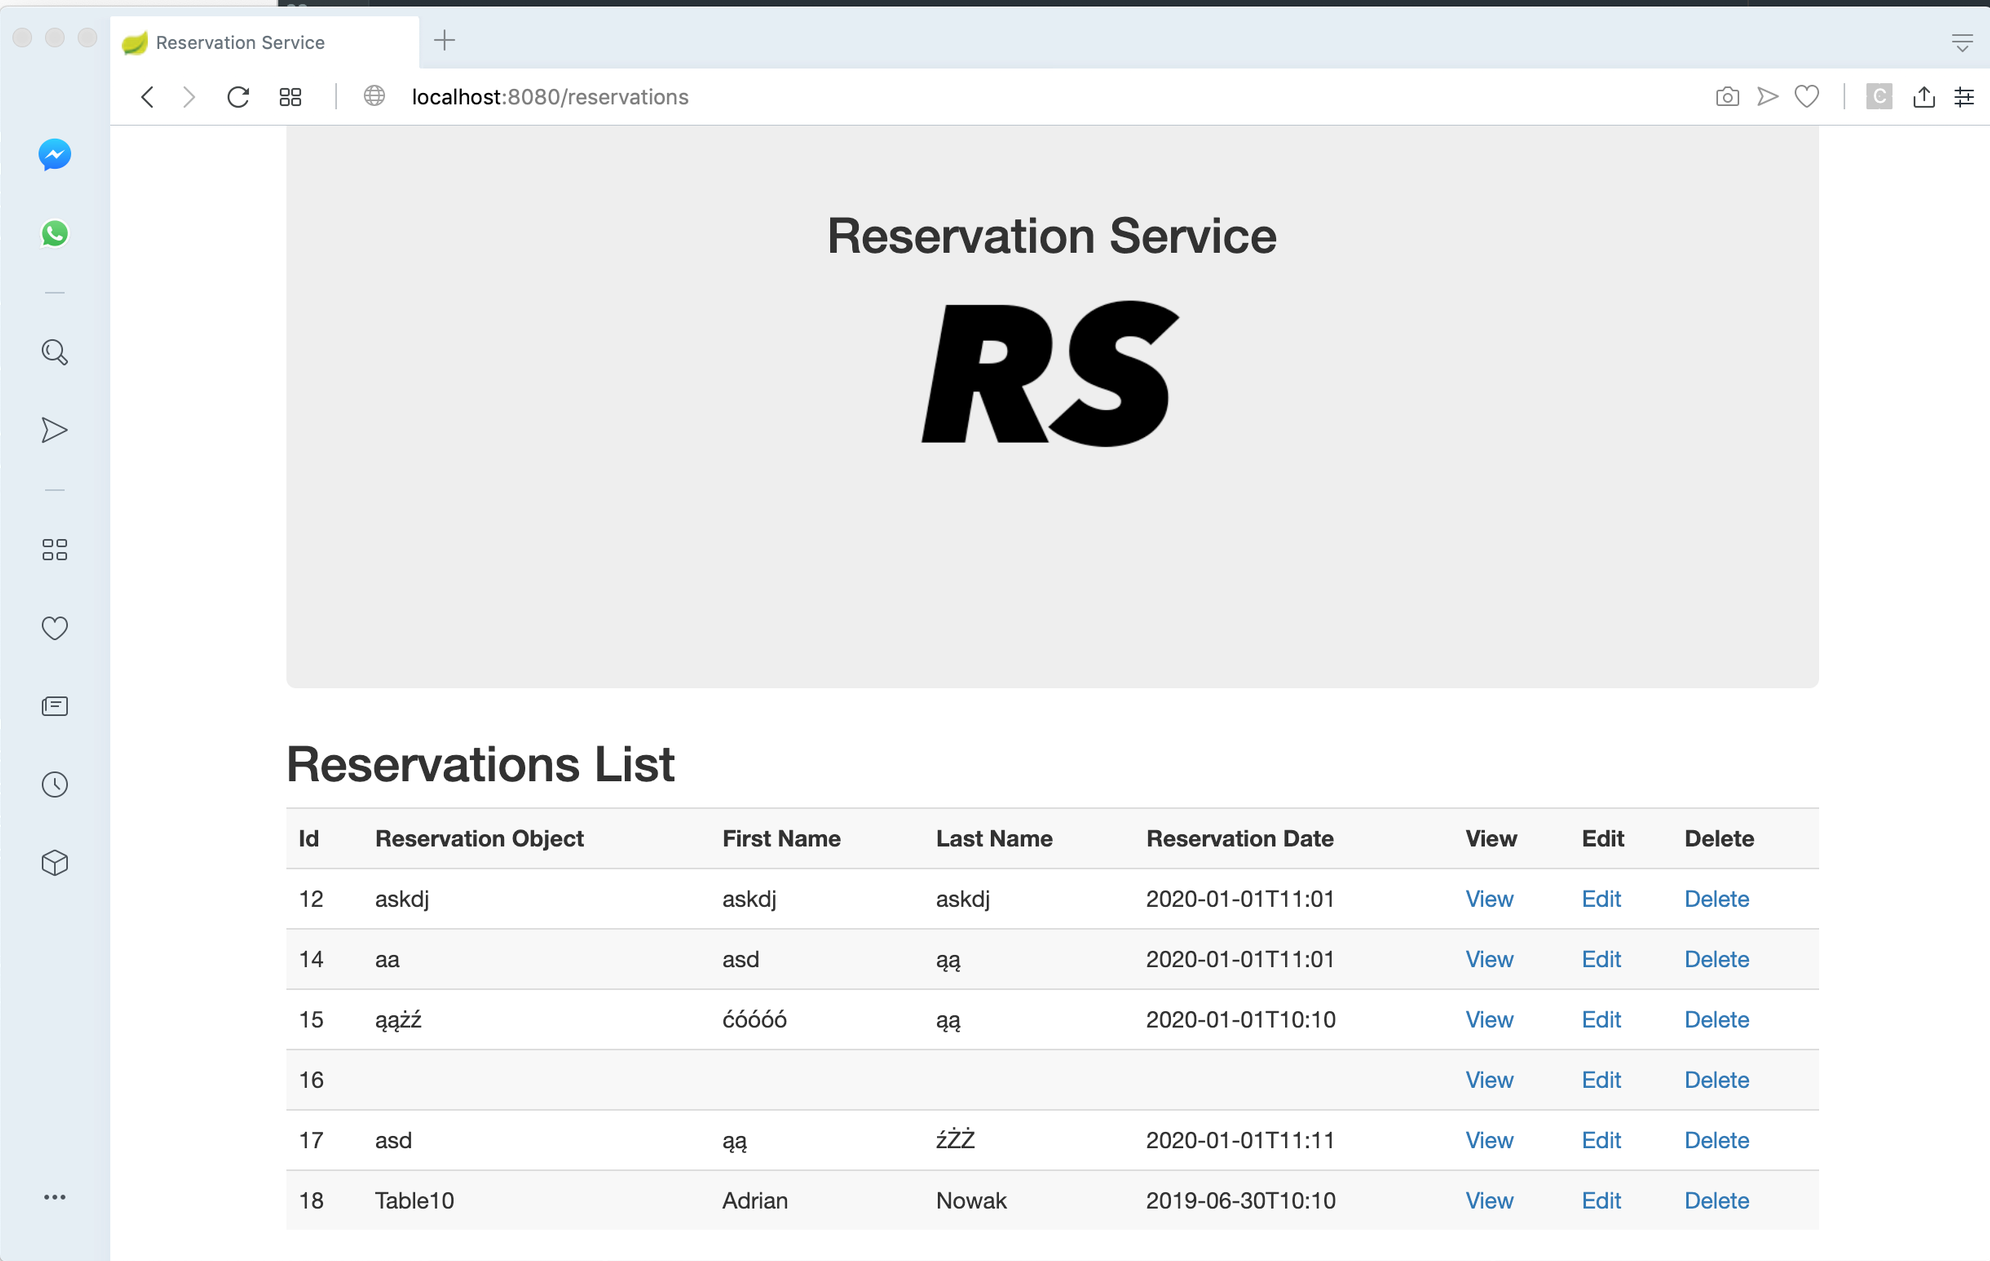 Reservation Service
localhost:8080/reservations
C
Reservation Service
RS
Reservations List
Id Reservation Object First Name Last Name Reservation Date View Edit Delete
12 askdj askdj askdj 2020-01-01T11:01 View Edit Delete
14 aa asd ąą 2020-01-01T11:01 View Edit Delete
15 ąążź ćóóóó ąą 2020-01-01T10:10 View Edit Delete
16 View Edit Delete
17 asd ąą źŻŻ 2020-01-01T11:11 View Edit Delete
18 Table10 Adrian Nowak 2019-06-30T10:10 View Edit Delete